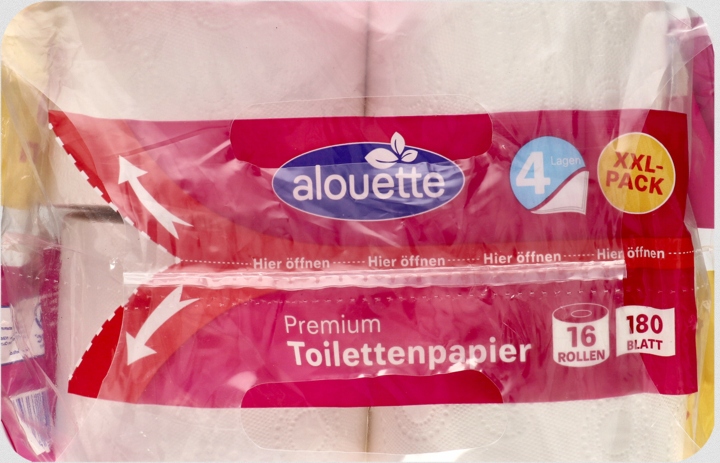 alouette
4 Lagen
XXL-
PACK
Hier öffnen Hier öffnen Hier öffnen Hier öffnen
Premium
Toilettenpapier
16
ROLLEN
180
BLATT